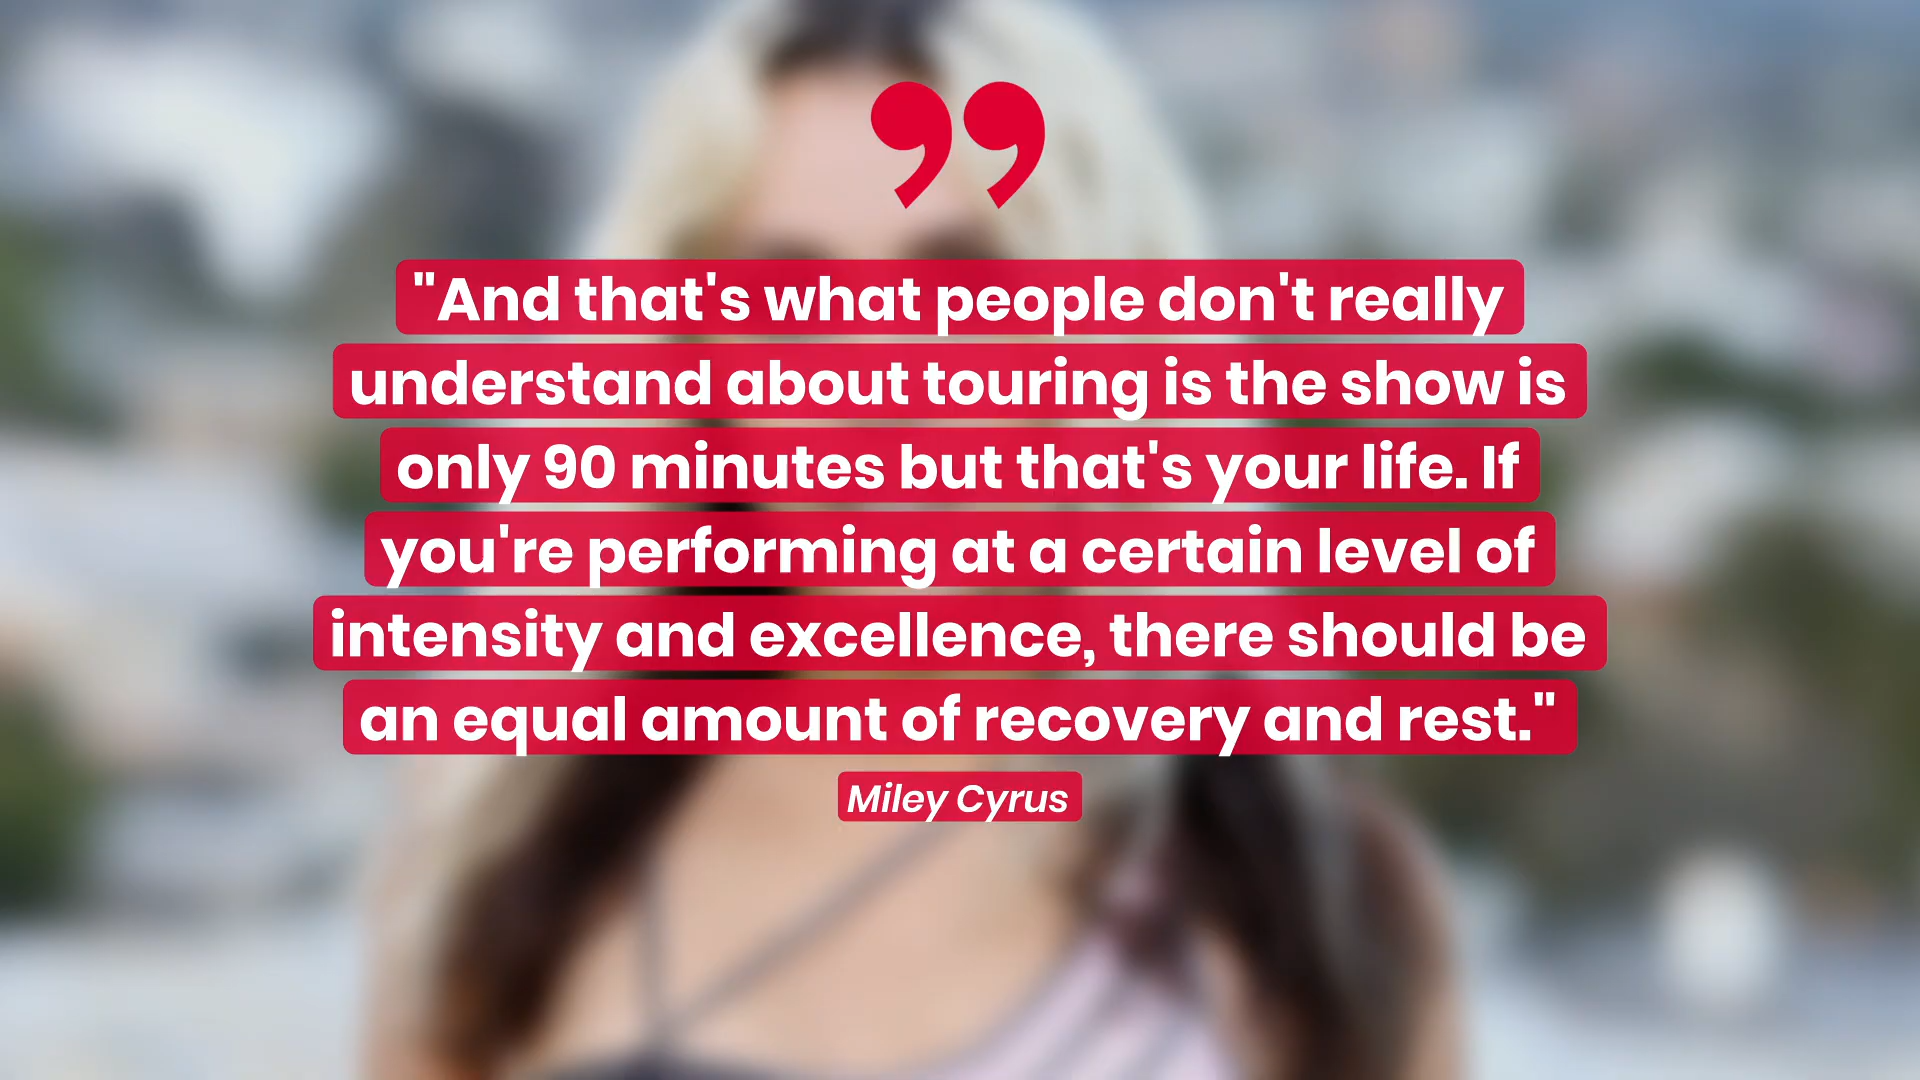 "And that's what people don't really
understand about touring is the show is
only 90 minutes but that's your life. If
you're performing at a certain level of
intensity and excellence, there should be
an equal amount of recovery and rest."
Miley Cyrus